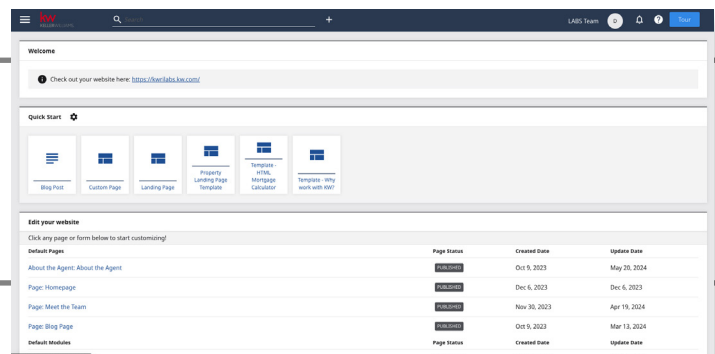 kw
KELLERWILLIAMS
Search
+
LABS Team
D
?
Tour
Welcome
Check out your website here: https://kwrilabs.kw.com/
Quick Start
Blog Post
Custom Page
Landing Page
Property
Landing Page
Template
Template -
HTML
Mortgage
Calculator
Template - Why
work with KW?
Edit your website
Click any page or form below to start customizing!
Default Pages Page Status Created Date Update Date
About the Agent: About the Agent PUBLISHED Oct 9, 2023 May 20, 2024
Page: Homepage PUBLISHED Dec 6, 2023 Dec 6, 2023
Page: Meet the Team PUBLISHED Nov 30, 2023 Apr 19, 2024
Page: Blog Page PUBLISHED Oct 9, 2023 Mar 13, 2024
Default Modules Page Status Created Date Update Date